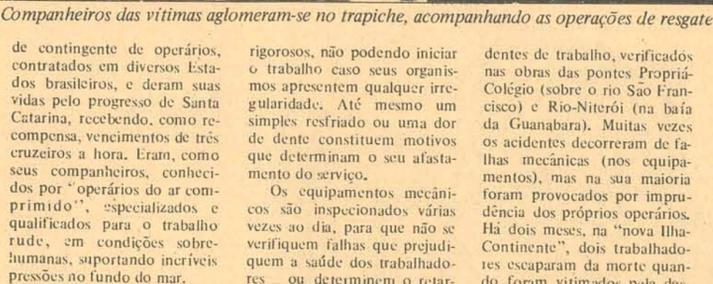 Companheiros das vítimas aglomeram-se no trapiche, acompanhando as operações de resgate
de contingente de operários,
contratados em diversos Esta-
dos brasileiros, e deram suas
vidas pelo progresso de Santa
Catarina, recebendo, como re-
compensa, vencimentos de três
cruzeiros a hora. Eram, como
seus companheiros, conheci-
dos por "operários do ar com-
primido", especializados e
qualificados para o trabalho
rude, em condições sobre-
humanas, suportando incríveis
pressões no fundo do mar.
rigorosos, não podendo iniciar
o trabalho caso seus organis-
mos apresentem qualquer irre-
gularidade. Até mesmo um
simples resfriado ou uma dor
de dente constituem motivos
que determinam o seu afasta-
mento do serviço.
Os equipamentos mecâni-
cos são inspecionados várias
vezes ao dia, para que não se
verifiquem falhas que prejudi-
quem a saúde dos trabalhado-
res _ ou determinem o retar-
dentes de trabalho, verificados
nas obras das pontes Propriá-
Colégio (sobre o rio São Fran-
cisco) e Rio-Niterói (na baía
da Guanabara). Muitas vezes
os acidentes decorreram de fa-
lhas mecânicas (nos equipa-
mentos), mas na sua maioria
foram provocados por impru-
dência dos próprios operários.
Há dois meses, na "nova Ilha-
Continente", dois trabalhado-
res escaparam da morte quan-
do foram vitimados pela des-